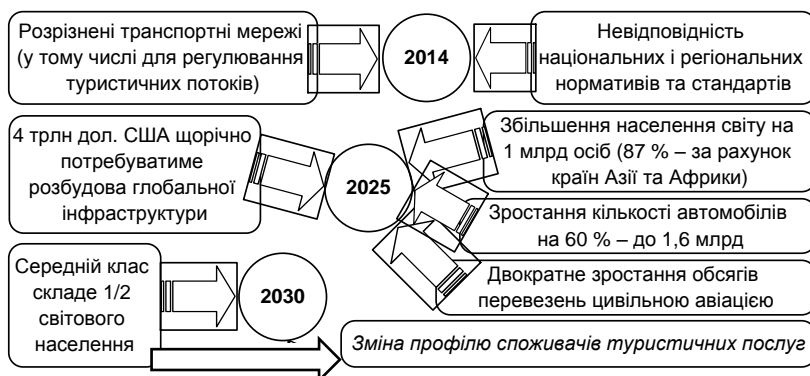 Розрізнені транспортні мережі
(у тому числі для регулювання
туристичних потоків)
2014
Невідповідність
національних і регіональних
нормативів та стандартів
4 трлн дол. США щорічно
потребуватиме
розбудова глобальної
інфраструктури
2025
Збільшення населення світу на
1 млрд осіб (87 % – за рахунок
країн Азії та Африки)
Зростання кількості автомобілів
на 60 % – до 1,6 млрд
Двократне зростання обсягів
перевезень цивільною авіацією
Середній клас
складе 1/2
світового
населення
2030
Зміна профілю споживачів туристичних послуг